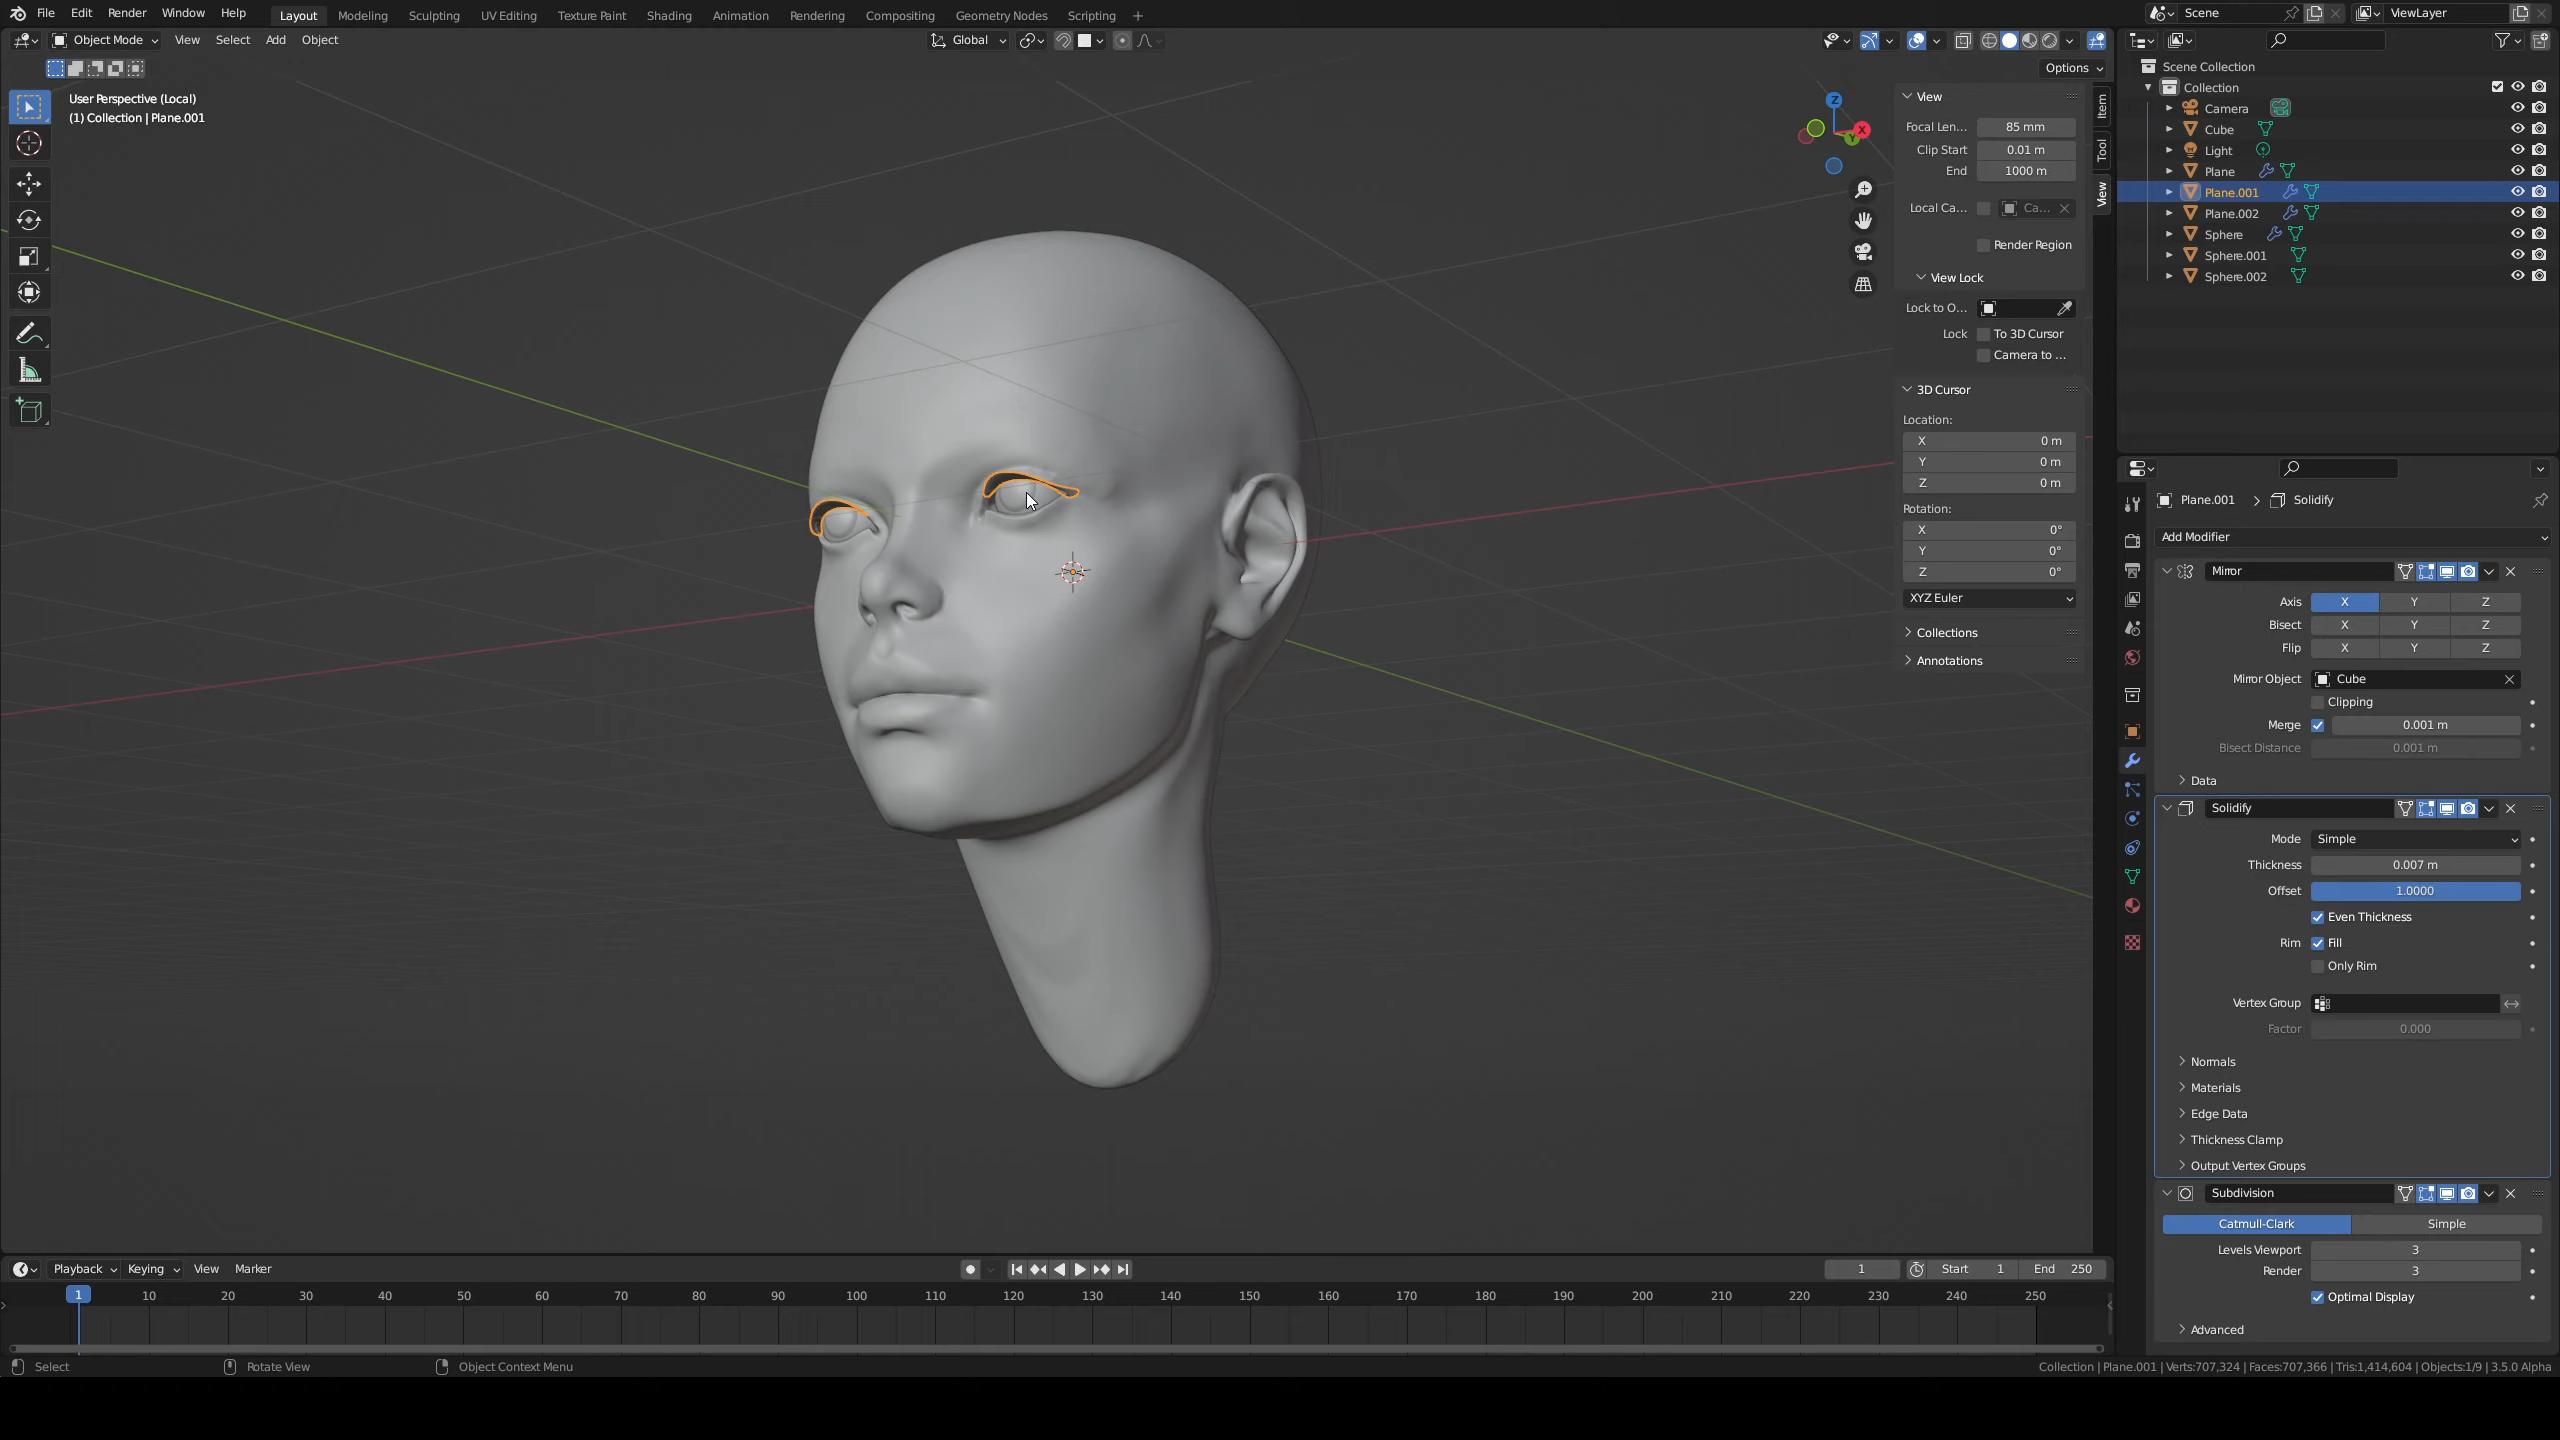 File Edit Render Window Help Layout Modeling Sculpting UV Editing Texture Paint Shading Animation Rendering Compositing Geometry Nodes Scripting + Scene ViewLayer
Object Mode View Select Add Object Global
Options
User Perspective (Local)
(1) Collection | Plane.001
Z
X
Y
View
Focal Len... 85 mm
Clip Start 0.01 m
End 1000 m
Local Ca... Ca...
Render Region
View Lock
Lock to O...
Lock To 3D Cursor
Camera to ...
3D Cursor
Location:
X 0 m
Y 0 m
Z 0 m
Rotation:
X 0°
Y 0°
Z 0°
XYZ Euler
Collections
Annotations
Item
Tool
View
Scene Collection
Collection
Camera
Cube
Light
Plane
Plane.001
Plane.002
Sphere
Sphere.001
Sphere.002
Plane.001 > Solidify
Add Modifier
Mirror
Axis X Y Z
Bisect X Y Z
Flip X Y Z
Mirror Object Cube
Clipping
Merge 0.001 m
Bisect Distance 0.001 m
Data
Solidify
Mode Simple
Thickness 0.007 m
Offset 1.0000
Even Thickness
Rim Fill
Only Rim
Vertex Group
Factor 0.000
Normals
Materials
Edge Data
Thickness Clamp
Output Vertex Groups
Subdivision
Catmull-Clark Simple
Levels Viewport 3
Render 3
Optimal Display
Advanced
Playback Keying View Marker 1 Start 1 End 250
1 10 20 30 40 50 60 70 80 90 100 110 120 130 140 150 160 170 180 190 200 210 220 230 240 250
Select Rotate View Object Context Menu Collection | Plane.001 | Verts:707,324 | Faces:707,366 | Tris:1,414,604 | Objects:1/9 | 3.5.0 Alpha